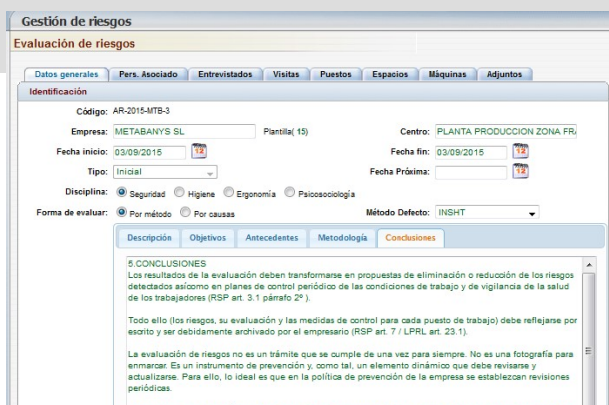 Gestión de riesgos
Evaluación de riesgos
Datos generales Pers. Asociado Entrevistados Visitas Puestos Espacios Máquinas Adjuntos
Identificación
Código: AR-2015-MTB-3
Empresa: METABANYS SL Plantilla( 15) Centro: PLANTA PRODUCCION ZONA FR
Fecha inicio: 03/09/2015 12 Fecha fin: 03/09/2015 12
Tipo: Inicial Fecha Próxima: 12
Disciplina: Seguridad Higiene Ergonomía Psicosociología
Forma de evaluar: Por método Por causas Método Defecto: INSHT
Descripción Objetivos Antecedentes Metodología Conclusiones
5.CONCLUSIONES
Los resultados de la evaluación deben transformarse en propuestas de eliminación o reducción de los riesgos
detectados asícomo en planes de control periódico de las condiciones de trabajo y de vigilancia de la salud
de los trabajadores (RSP art. 3.1 párrafo 2º ).
Todo ello (los riesgos, su evaluación y las medidas de control para cada puesto de trabajo) debe reflejarse por
escrito y ser debidamente archivado por el empresario (RSP art. 7 / LPRL art. 23.1).
La evaluación de riesgos no es un trámite que se cumple de una vez para siempre. No es una fotografía para
enmarcar. Es un instrumento de prevención y, como tal, un elemento dinámico que debe revisarse y
actualizarse. Para ello, lo ideal es que en la política de prevención de la empresa se establezcan revisiones
periódicas.